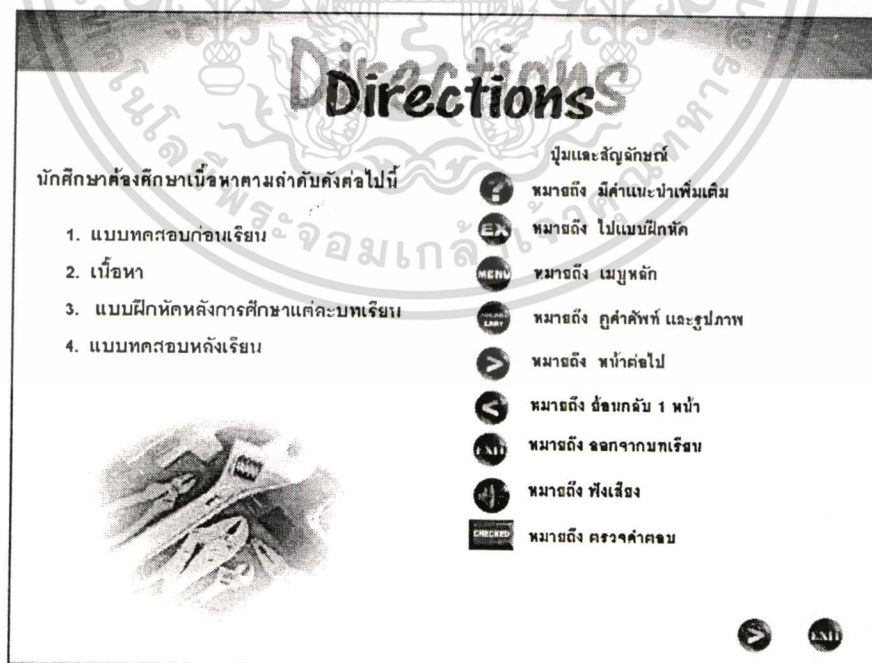 Directions
นักศึกษาต้องศึกษาเนื้อหาตามลำดับดังต่อไปนี้
1. แบบทดสอบก่อนเรียน
2. เนื้อหา
3. แบบฝึกหัดหลังการศึกษาแต่ละบทเรียน
4. แบบทดสอบหลังเรียน
ปุ่มและสัญลักษณ์
? หมายถึง มีคำแนะนำเพิ่มเติม
EX หมายถึง ไปแบบฝึกหัด
MENU หมายถึง เมนูหลัก
หมายถึง ดูคำศัพท์ และรูปภาพ
> หมายถึง หน้าต่อไป
< หมายถึง ย้อนกลับ 1 หน้า
EXIT หมายถึง ออกจากบทเรียน
หมายถึง ฟังเสียง
CHECKED หมายถึง ตรวจคำตอบ
> EXIT